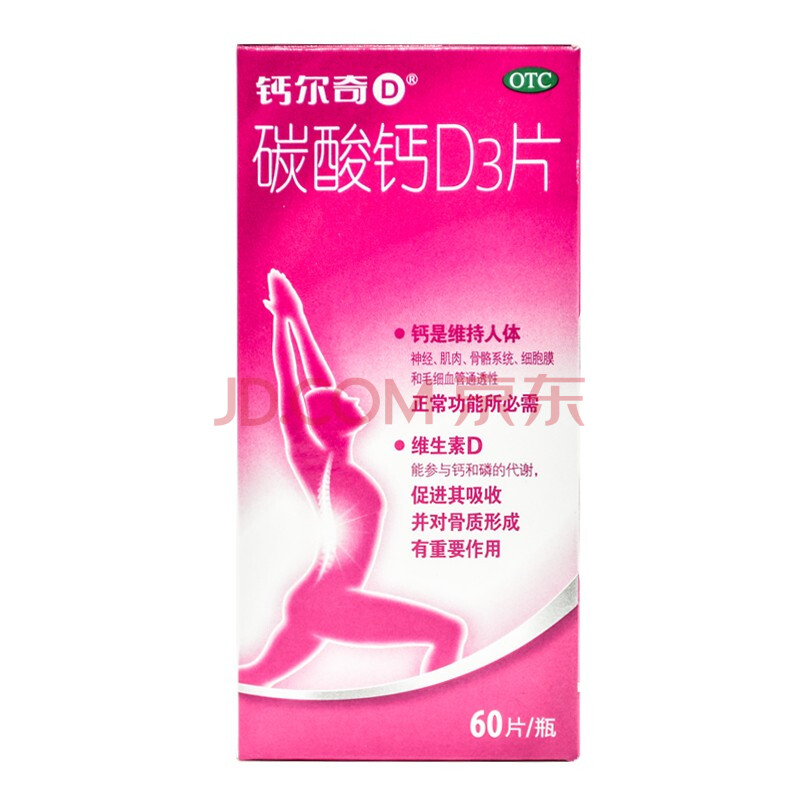 钙尔奇D®
OTC
碳酸钙D3片
钙是维持人体
神经、肌肉、骨骼系统、细胞膜
和毛细血管通透性
正常功能所必需
JD.COM 京东
维生素D
能参与钙和磷的代谢，
促进其吸收
并对骨质形成
有重要作用
60片/瓶